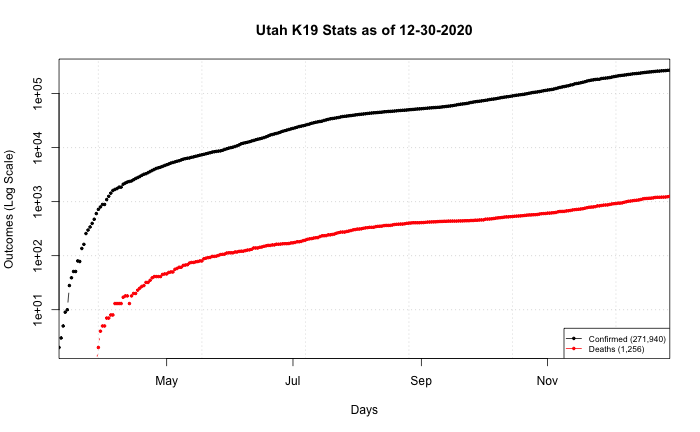 Utah K19 Stats as of 12-30-2020
Outcomes (Log Scale)
1e+05
1e+04
1e+03
1e+02
1e+01
Confirmed (271,940)
Deaths (1,256)
May Jul Sep Nov
Days